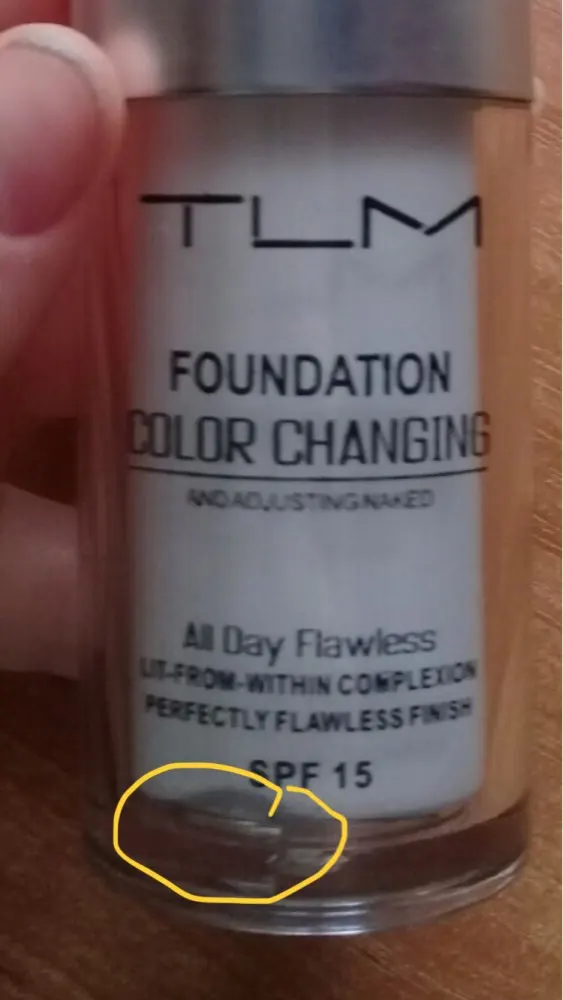 TLM
FOUNDATION
COLOR CHANGING
AND ADJUSTING NAKED
All Day Flawless
LIT-FROM-WITHIN COMPLEXION
PERFECTLY FLAWLESS FINISH
SPF 15